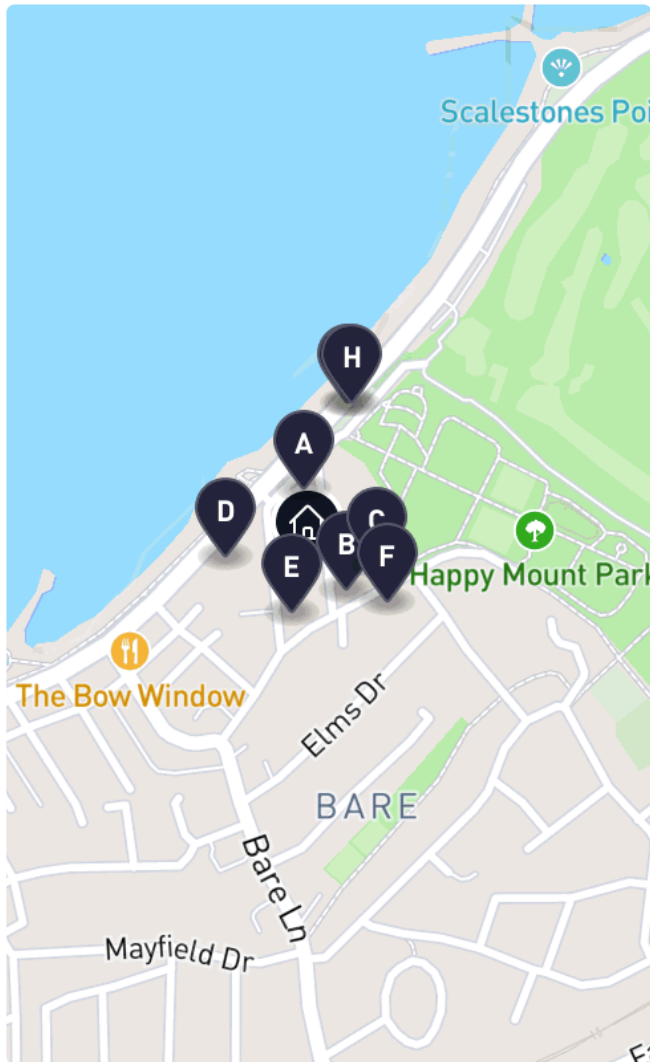 Scalestones Poi
H
A
D
C
B
F
E
Happy Mount Park
The Bow Window
Elms Dr
BARE
Bare Ln
Mayfield Dr